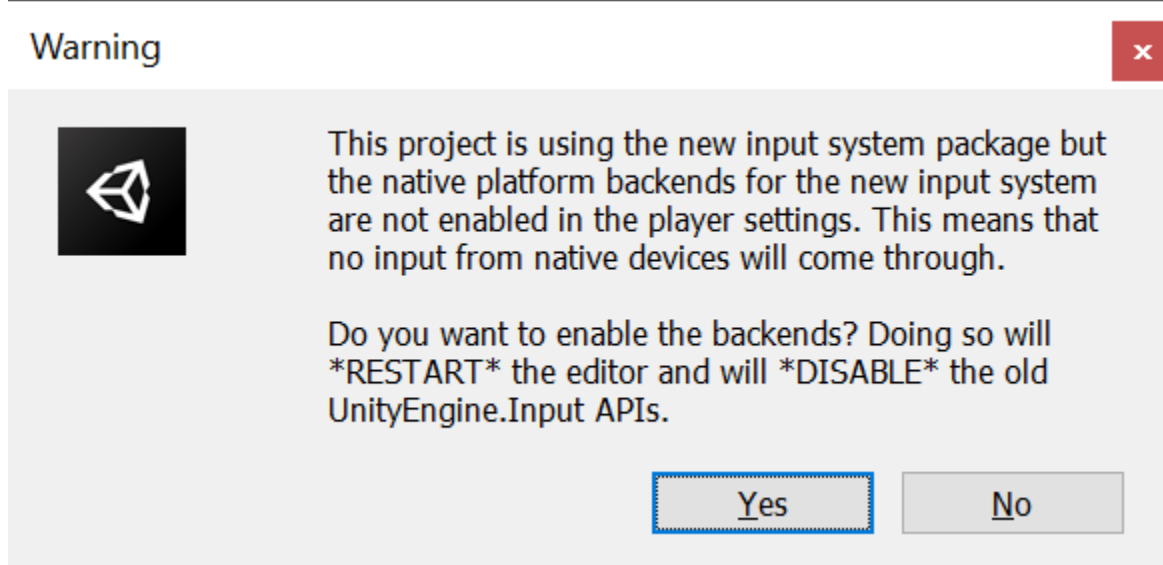 Warning
x
This project is using the new input system package but
the native platform backends for the new input system
are not enabled in the player settings. This means that
no input from native devices will come through.
Do you want to enable the backends? Doing so will
*RESTART* the editor and will *DISABLE* the old
UnityEngine.Input APIs.
Yes
No